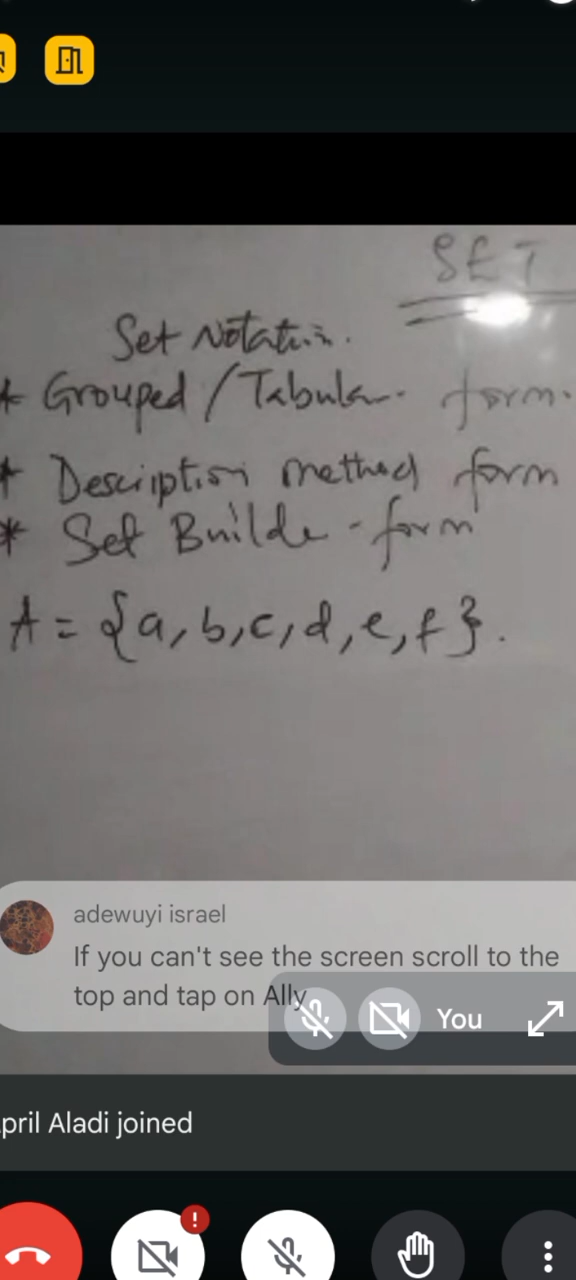 SET
Set Notation.
* Grouped / Tabular form.
* Description method form
* Set Builder - form
A = {a, b, c, d, e, f}.
adewuyi israel
If you can't see the screen scroll to the
top and tap on Ally
You
pril Aladi joined
!